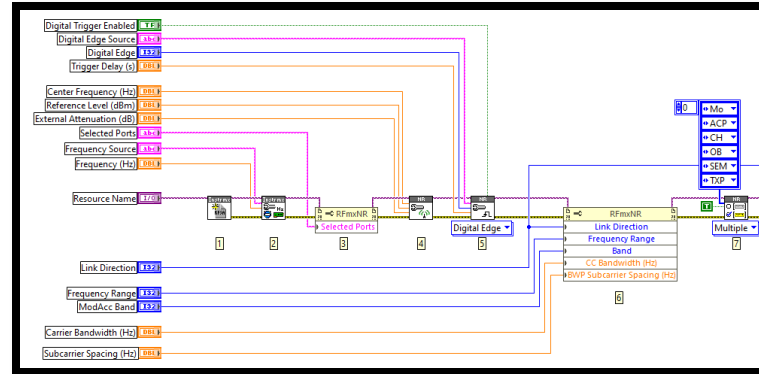 Digital Trigger Enabled TF
Digital Edge Source abc
Digital Edge I32
Trigger Delay (s) DBL
Center Frequency (Hz) DBL
Reference Level (dBm) DBL
External Attenuation (dB) DBL
Selected Ports abc
Frequency Source abc
Frequency (Hz) DBL
0
Mo
ACP
CH
OB
SEM
TXP
Resource Name I/O
RFmxNR
Selected Ports
NR
NR
Digital Edge
RFmxNR
Link Direction
Frequency Range
Band
CC Bandwidth (Hz)
BWP Subcarrier Spacing (Hz)
T
NR
Multiple
1
2
3
4
5
6
7
Link Direction I32
Frequency Range I32
ModAcc Band I32
Carrier Bandwidth (Hz) DBL
Subcarrier Spacing (Hz) DBL